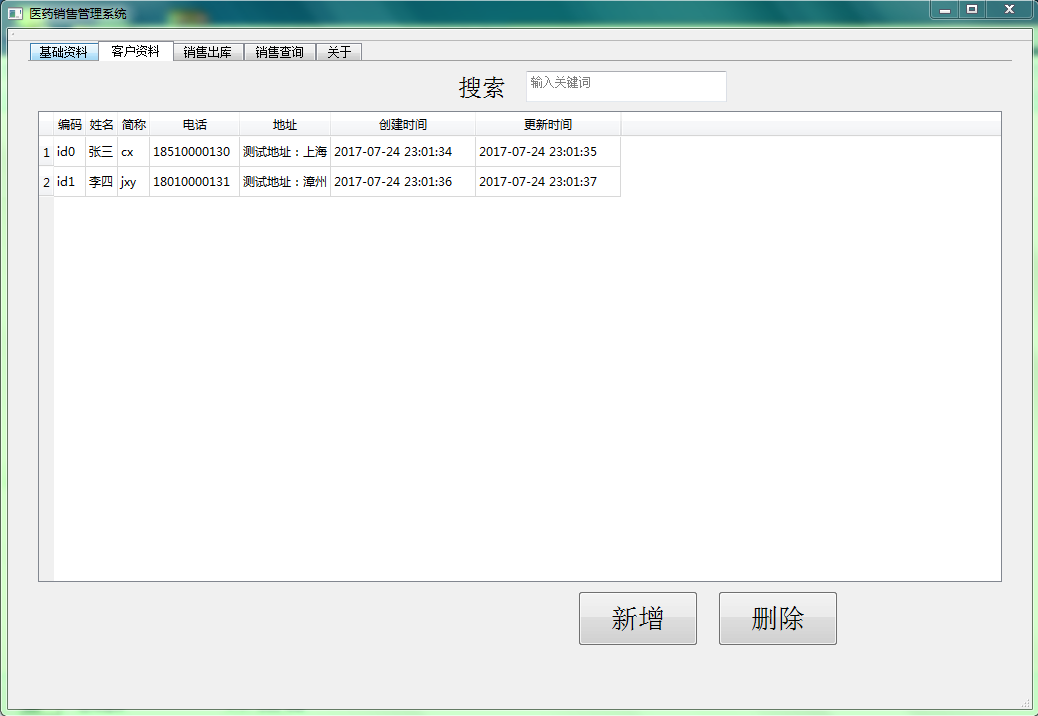 医药销售管理系统
基础资料 客户资料 销售出库 销售查询 关于
搜索 输入关键词
编码 姓名 简称 电话 地址 创建时间 更新时间
1 id0 张三 cx 18510000130 测试地址：上海 2017-07-24 23:01:34 2017-07-24 23:01:35
2 id1 李四 jxy 18010000131 测试地址：漳州 2017-07-24 23:01:36 2017-07-24 23:01:37
新增 删除